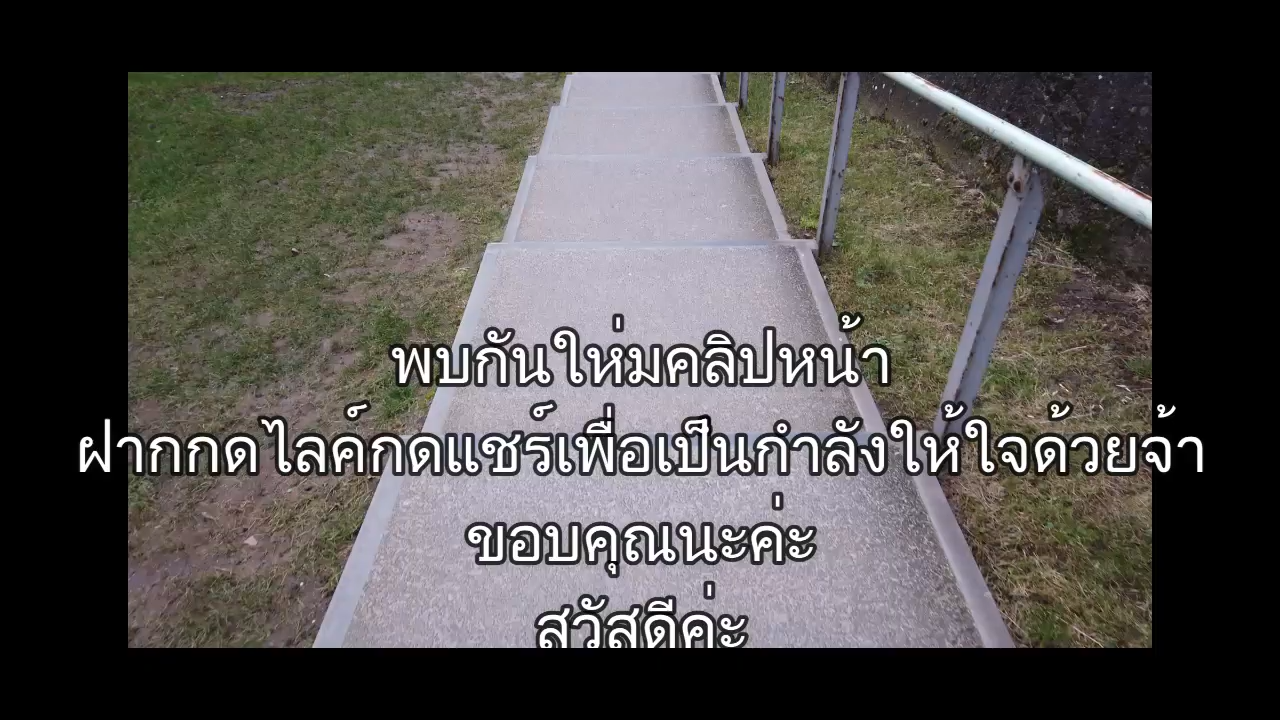 พบกันให่มคลิปหน้า
ฝากกดไลค์กดแชร์เพื่อเป็นกำลังให้ใจด้วยจ้า
ขอบคุณนะค่ะ
สวัสดีค่ะ